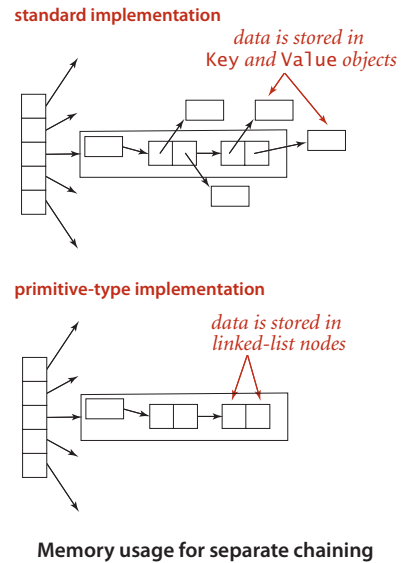 standard implementation
data is stored in
Key and Value objects
primitive-type implementation
data is stored in
linked-list nodes
Memory usage for separate chaining